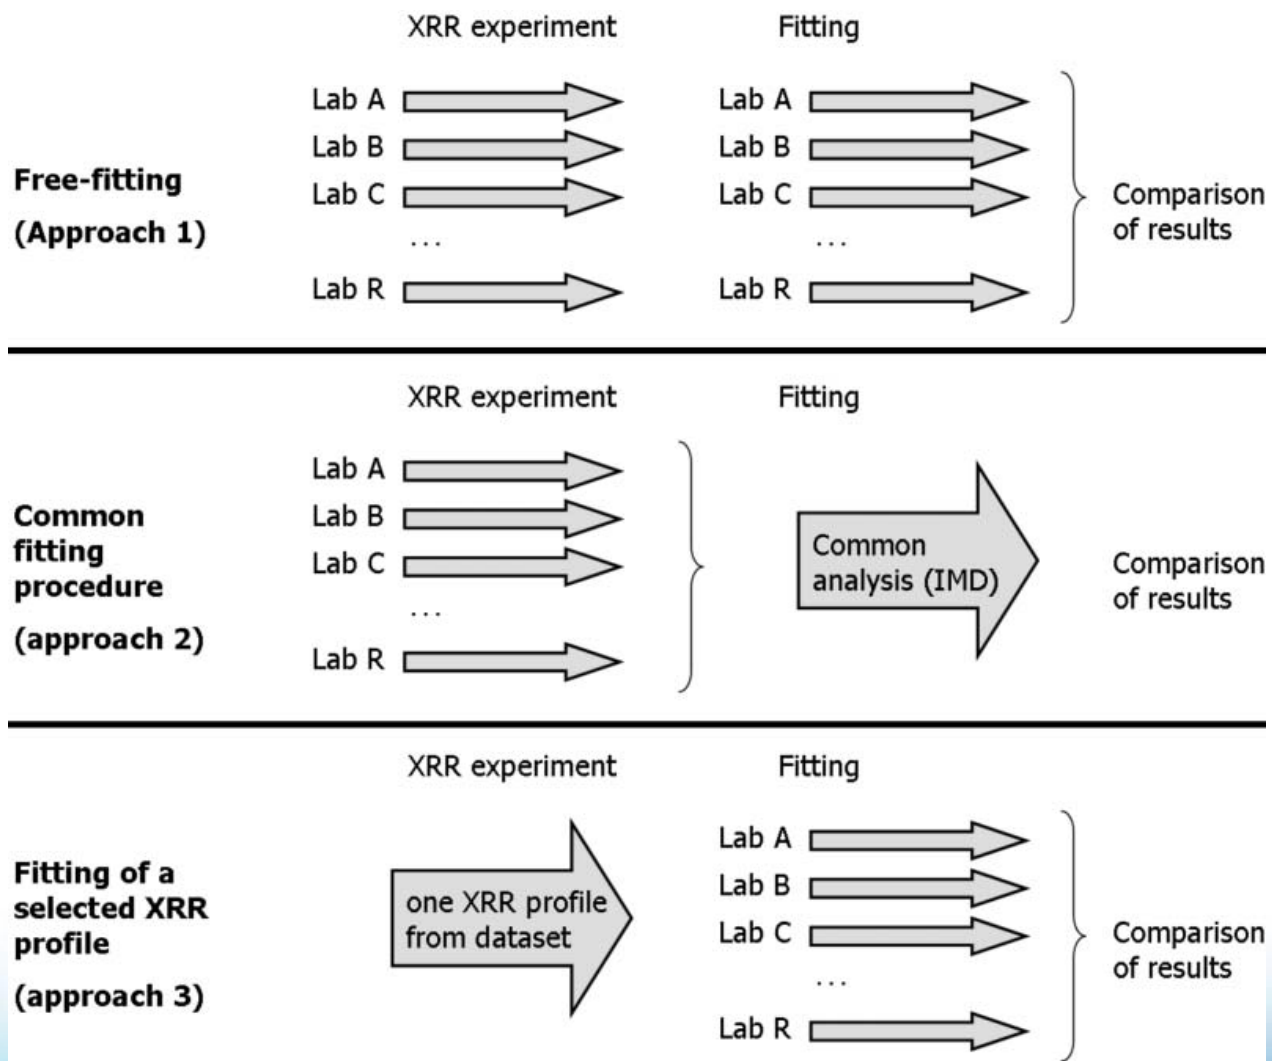 XRR experiment Fitting
Lab A Lab A
Lab B Lab B
Free-fitting
Lab C Lab C
Comparison
(Approach 1)
of results
... ...
Lab R Lab R
XRR experiment Fitting
Lab A
Lab B
Common
fitting
procedure
Lab C
Common
analysis (IMD)
Comparison
of results
...
(approach 2)
Lab R
XRR experiment Fitting
Lab A
Fitting of a
selected XRR
profile
one XRR profile
from dataset
Lab B
Lab C
Comparison
of results
...
(approach 3)
Lab R